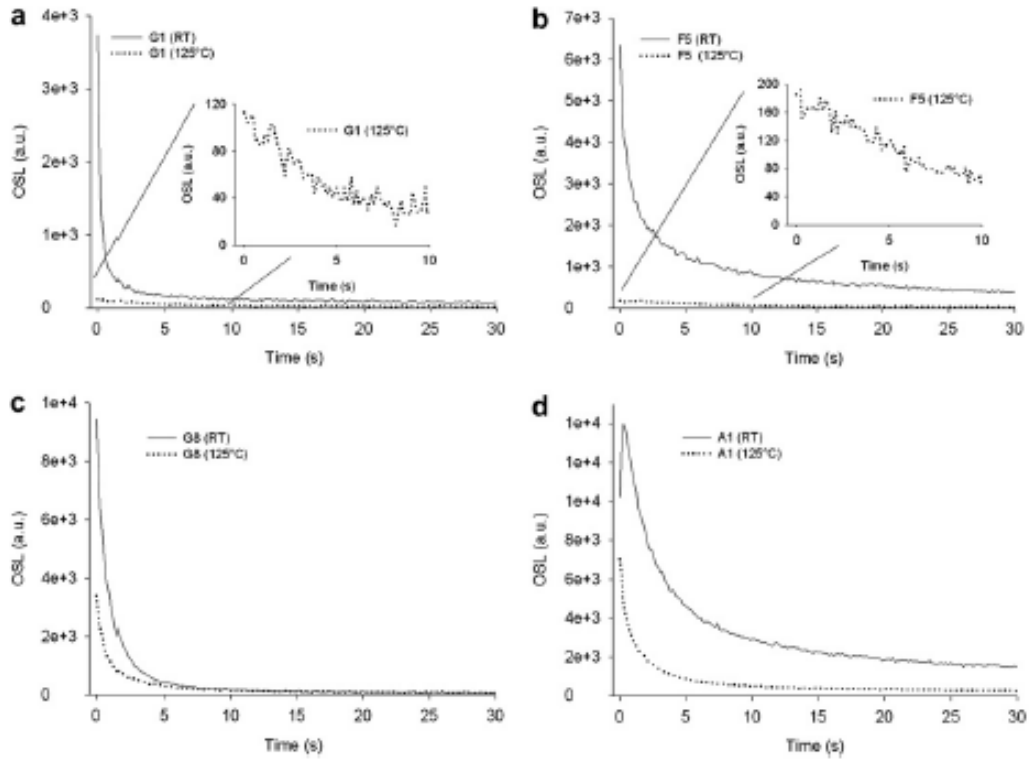 a
4e+3
3e+3
2e+3
1e+3
0
OSL (a.u.)
G1 (RT)
G1 (125°C)
120
80
40
0
OSL (a.u.)
G1 (125°C)
0 5 10
Time (s)
0 5 10 15 20 25 30
Time (s)
b
7e+3
6e+3
5e+3
4e+3
3e+3
2e+3
1e+3
0
OSL (a.u.)
F5 (RT)
F5 (125°C)
200
160
120
80
40
0
OSL (a.u.)
F5 (125°C)
0 5 10
Time (s)
0 5 10 15 20 25 30
Time (s)
c
1e+4
8e+3
6e+3
4e+3
2e+3
0
OSL (a.u.)
G8 (RT)
G8 (125°C)
0 5 10 15 20 25 30
Time (s)
d
1e+4
1e+4
1e+4
8e+3
6e+3
4e+3
2e+3
0
OSL (a.u.)
A1 (RT)
A1 (125°C)
0 5 10 15 20 25 30
Time (s)